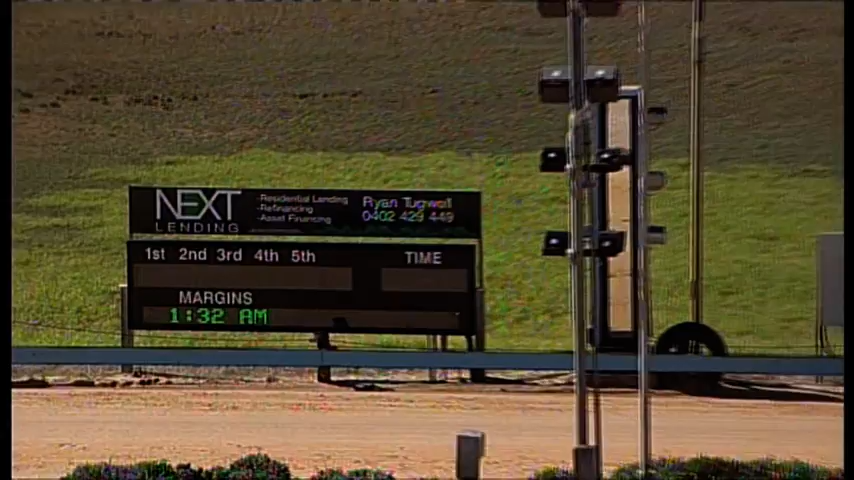 NEXT
LENDING
Residential Lending
-Refinancing
-Asset Financing
Ryan Tugwell
0402 429 449
1st 2nd 3rd 4th 5th
TIME
MARGINS
1:32 AM